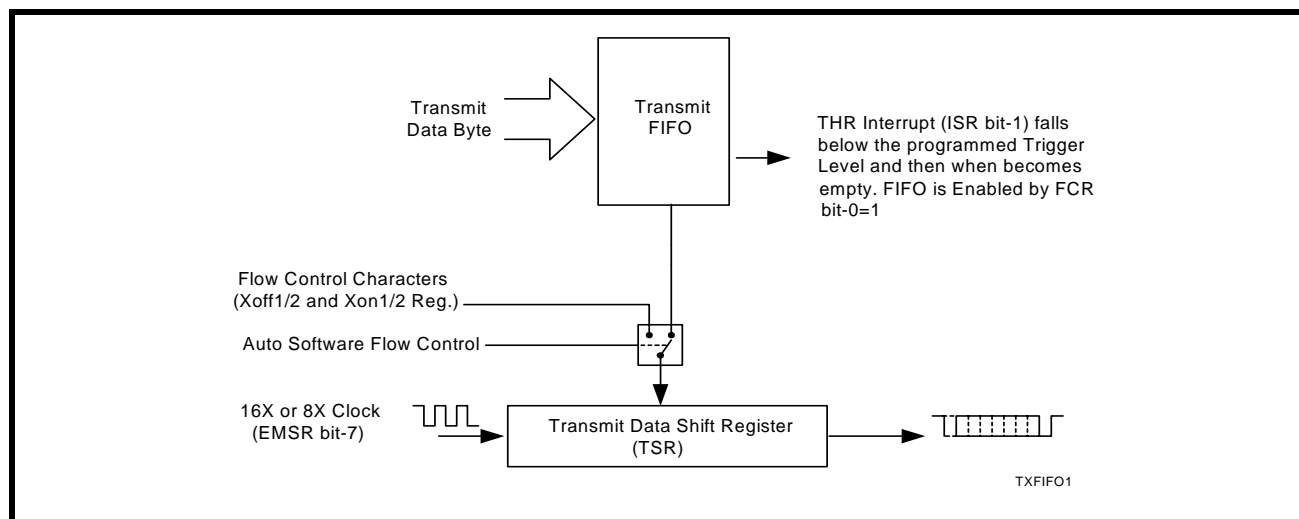 Transmit
Data Byte
Transmit
FIFO
THR Interrupt (ISR bit-1) falls
below the programmed Trigger
Level and then when becomes
empty. FIFO is Enabled by FCR
bit-0=1
Flow Control Characters
(Xoff1/2 and Xon1/2 Reg.)
Auto Software Flow Control
16X or 8X Clock
(EMSR bit-7)
Transmit Data Shift Register
(TSR)
TXFIFO1